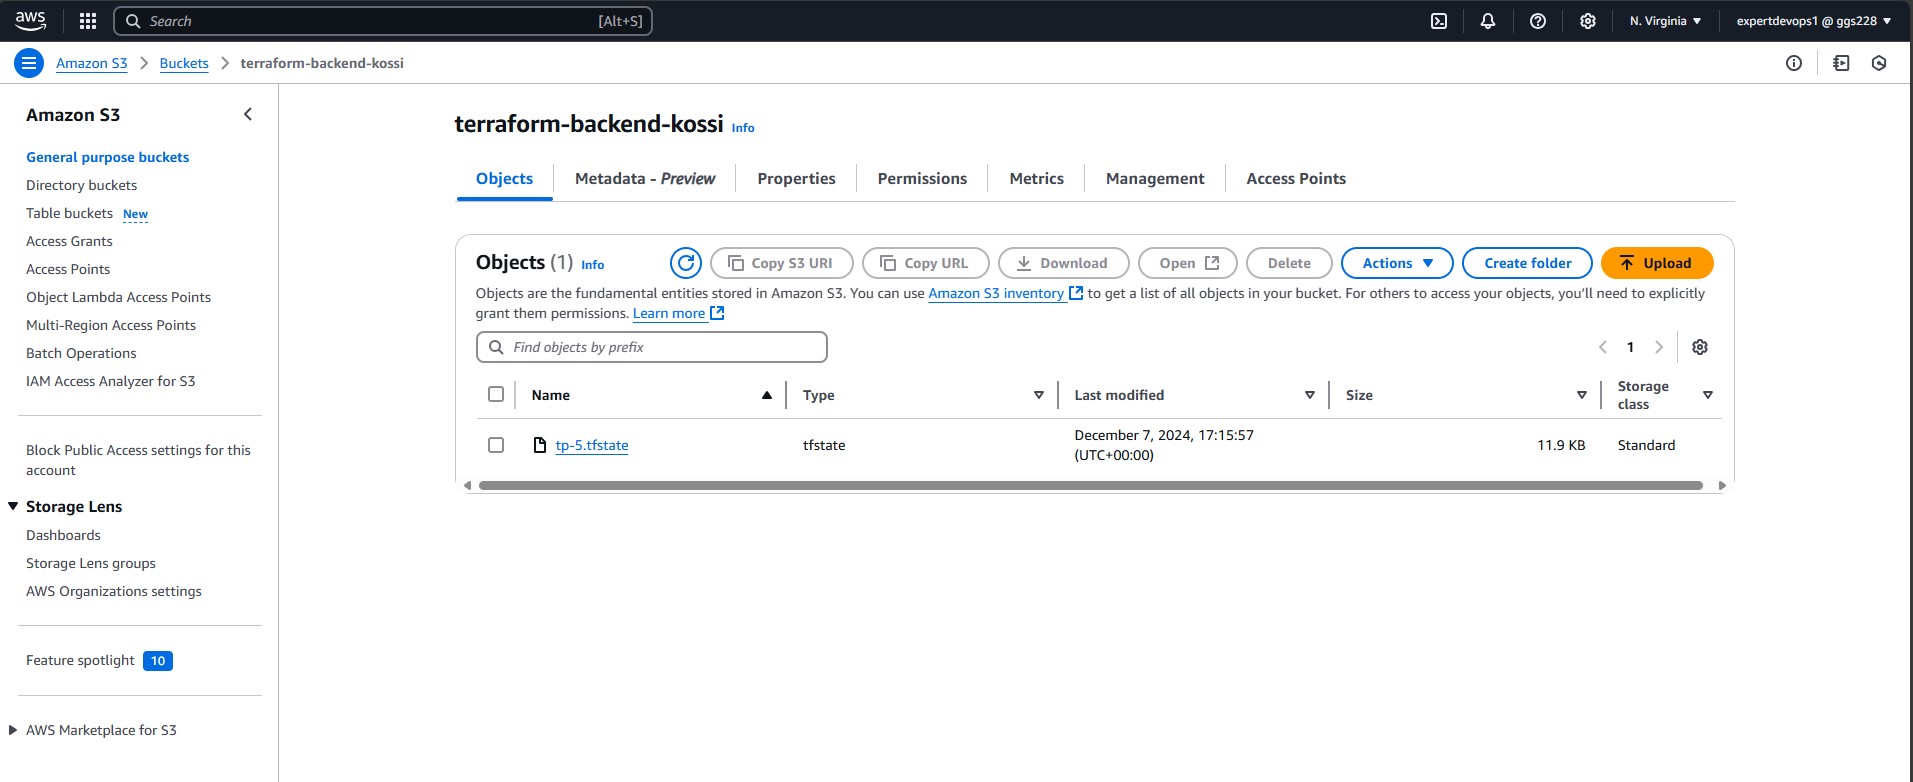 aws
Search
[Alt+S]
N. Virginia
expertdevops1 @ ggs228
Amazon S3
Buckets
terraform-backend-kossi
Amazon S3
General purpose buckets
Directory buckets
Table buckets New
Access Grants
Access Points
Object Lambda Access Points
Multi-Region Access Points
Batch Operations
IAM Access Analyzer for S3
Block Public Access settings for this
account
Storage Lens
Dashboards
Storage Lens groups
AWS Organizations settings
Feature spotlight 10
AWS Marketplace for S3
terraform-backend-kossi Info
Objects
Metadata - Preview
Properties
Permissions
Metrics
Management
Access Points
Objects (1) Info
Copy S3 URI
Copy URL
Download
Open
Delete
Actions
Create folder
Upload
Objects are the fundamental entities stored in Amazon S3. You can use Amazon S3 inventory to get a list of all objects in your bucket. For others to access your objects, you’ll need to explicitly
grant them permissions. Learn more
Find objects by prefix
1
Name
Type
Last modified
Size
Storage
class
tp-5.tfstate
tfstate
December 7, 2024, 17:15:57
(UTC+00:00)
11.9 KB
Standard